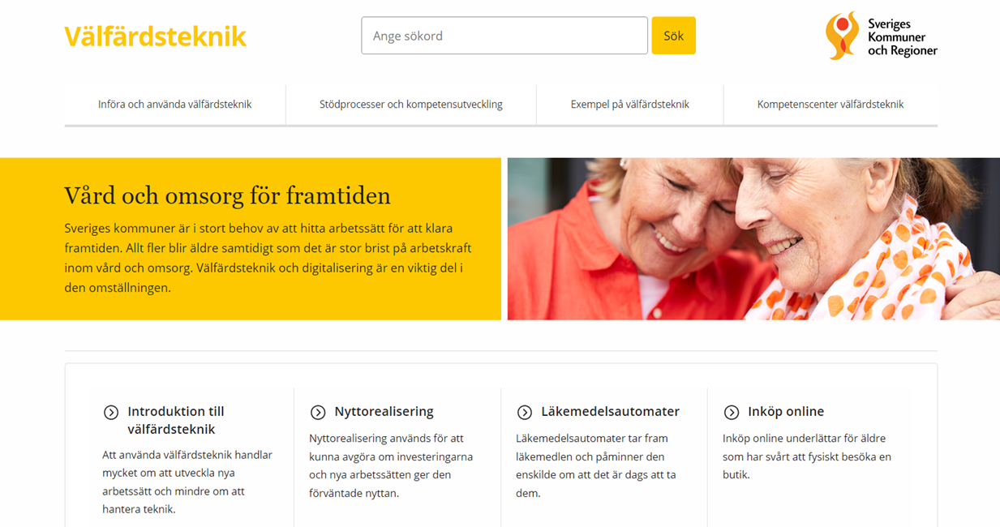 Välfärdsteknik
Ange sökord
Sök
Sveriges
Kommuner
och Regioner
Införa och använda välfärdsteknik
Stödprocesser och kompetensutveckling
Exempel på välfärdsteknik
Kompetenscenter välfärdsteknik
Vård och omsorg för framtiden
Sveriges kommuner är i stort behov av att hitta arbetssätt för att klara
framtiden. Allt fler blir äldre samtidigt som det är stor brist på arbetskraft
inom vård och omsorg. Välfärdsteknik och digitalisering är en viktig del i
den omställningen.
Introduktion till
välfärdsteknik
Att använda välfärdsteknik handlar
mycket om att utveckla nya
arbetssätt och mindre om att
hantera teknik.
Nyttorealisering
Nyttorealisering används för att
kunna avgöra om investeringarna
och nya arbetssätten ger den
förväntade nyttan.
Läkemedelsautomater
Läkemedelsautomater tar fram
läkemedlen och påminner den
enskilde om att det är dags att ta
dem.
Inköp online
Inköp online underlättar för äldre
som har svårt att fysiskt besöka en
butik.